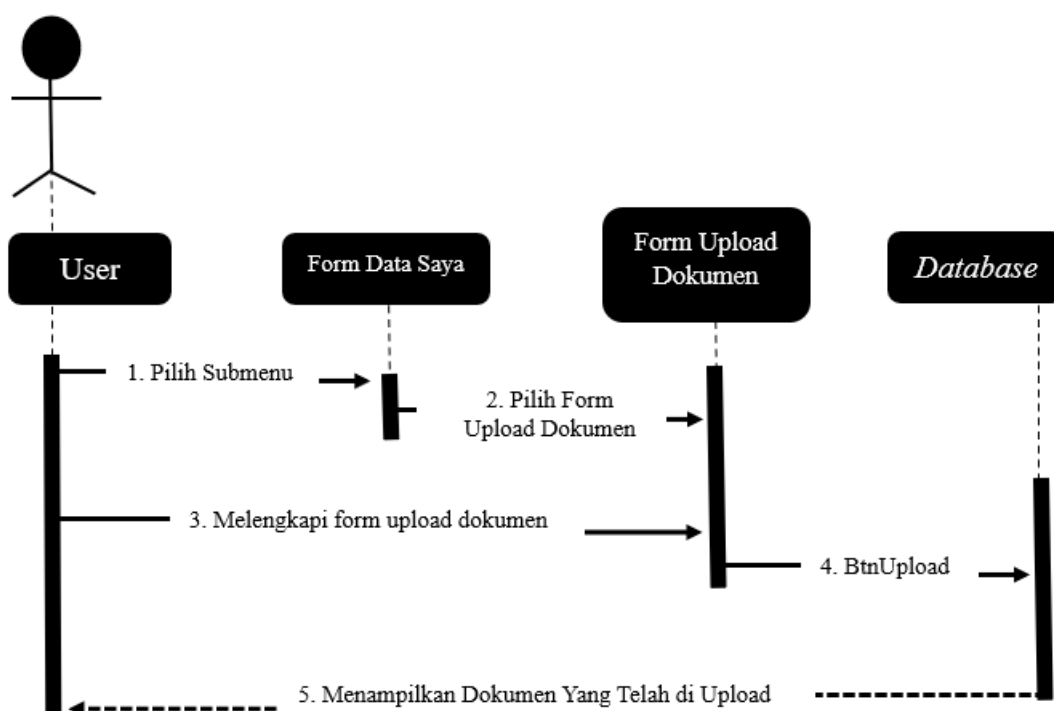 User
Form Data Saya
Form Upload
Dokumen
Database
1. Pilih Submenu
2. Pilih Form
Upload Dokumen
3. Melengkapi form upload dokumen
4. BtnUpload
5. Menampilkan Dokumen Yang Telah di Upload